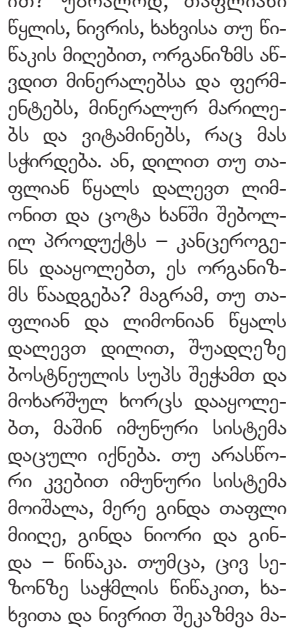 ით? უბრალოდ, თაფლიანი
წყლის, ნივრის, ხახვისა თუ წი-
წაკის მიღებით, ორგანიზმს აწ-
ვდით მინერალებსა და ფერმ-
ენტებს, მინერალურ მარილე-
ბს და ვიტამინებს, რაც მას
სჭირდება. ან, დილით თუ თა-
ფლიან წყალს დალევთ ლიმ-
ონით და ცოტა ხანში შებოლ-
ილ პროდუქტს – კანცეროგე-
ნს დააყოლებთ, ეს ორგანიზ-
მს წაადგება? მაგრამ, თუ თა-
ფლიან და ლიმონიან წყალს
დალევთ დილით, შუადღეზე
ბოსტნეულის სუპს შეჭამთ და
მოხარშულ ხორცს დააყოლე-
ბთ, მაშინ იმუნური სისტემა
დაცული იქნება. თუ არასწო-
რი კვებით იმუნური სისტემა
მოიშალა, მერე გინდა თაფლი
მიიღე, გინდა ნიორი და გინ-
და – წიწაკა. თუმცა, ცივ სე-
ზონზე საჭმლის წიწაკით, ხა-
ხვითა და ნივრით შეკაზმვა მა-